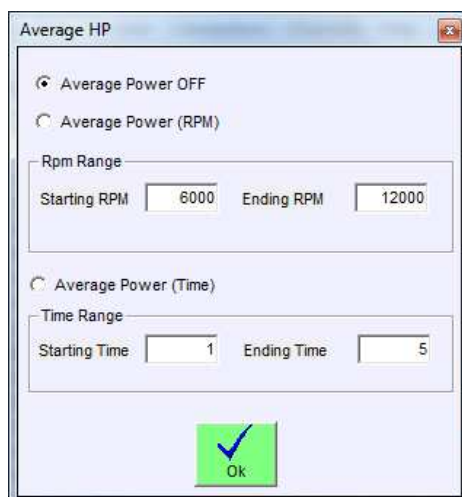 Average HP
Average Power OFF
Average Power (RPM)
Rpm Range
Starting RPM 6000 Ending RPM 12000
Average Power (Time)
Time Range
Starting Time 1 Ending Time 5
Ok